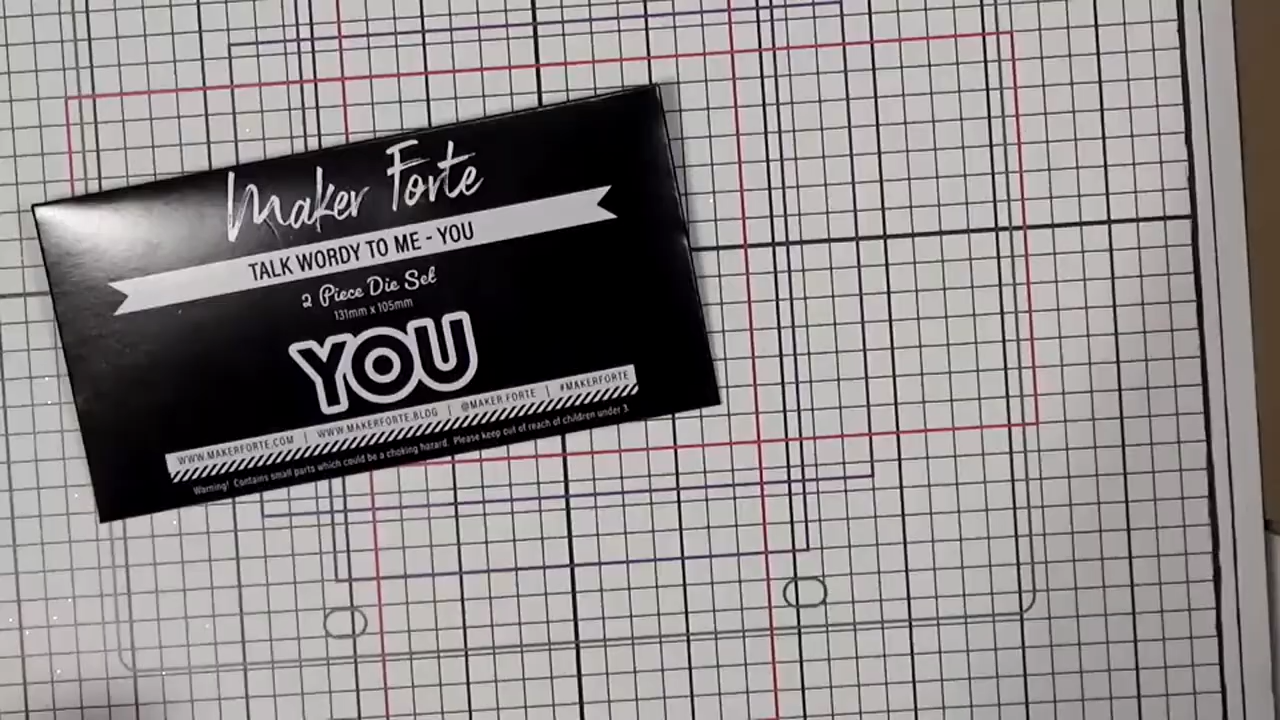 Maker Forte
TALK WORDY TO ME - YOU
2 Piece Die Set
131mm x 105mm
YOU
WWW.MAKERFORTE.COM | WWW.MAKERFORTE.BLOG | @MAKER.FORTE | #MAKERFORTE
Warning! Contains small parts which could be a choking hazard. Please keep out of reach of children under 3.